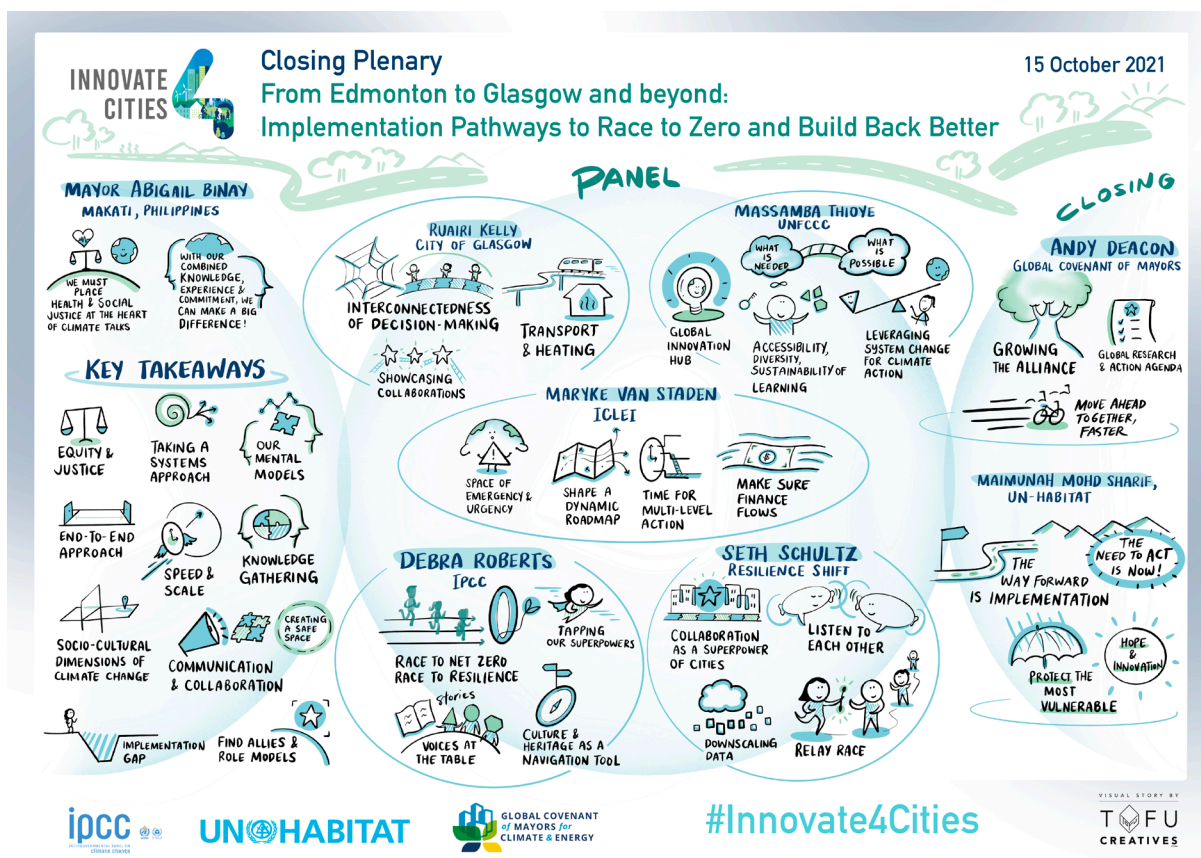 INNOVATE
CITIES
4
Closing Plenary
From Edmonton to Glasgow and beyond:
Implementation Pathways to Race to Zero and Build Back Better
15 October 2021
MAYOR ABIGAIL BINAY
MAKATI, PHILIPPINES
WE MUST
PLACE
HEALTH & SOCIAL
JUSTICE AT THE HEART
OF CLIMATE TALKS
WITH OUR
COMBINED
KNOWLEDGE,
EXPERIENCE &
COMMITMENT, WE
CAN MAKE A BIG
DIFFERENCE!
KEY TAKEAWAYS
EQUITY &
JUSTICE
TAKING A
SYSTEMS
APPROACH
OUR
MENTAL
MODELS
END-TO-END
APPROACH
SPEED &
SCALE
KNOWLEDGE
GATHERING
SOCIO-CULTURAL
DIMENSIONS OF
CLIMATE CHANGE
COMMUNICATION
& COLLABORATION
CREATING
A SAFE
SPACE
IMPLEMENTATION
GAP
FIND ALLIES &
ROLE MODELS
PANEL
RUAIRI KELLY
CITY OF GLASGOW
INTERCONNECTEDNESS
OF DECISION-MAKING
TRANSPORT
& HEATING
SHOWCASING
COLLABORATIONS
MASSAMBA THIOYE
UNFCCC
WHAT
IS
NEEDED
WHAT
IS
POSSIBLE
GLOBAL
INNOVATION
HUB
ACCESSIBILITY,
DIVERSITY,
SUSTAINABILITY OF
LEARNING
LEVERAGING
SYSTEM CHANGE
FOR CLIMATE
ACTION
MARYKE VAN STADEN
ICLEI
SPACE OF
EMERGENCY &
URGENCY
SHAPE A
DYNAMIC
ROADMAP
TIME FOR
MULTI-LEVEL
ACTION
$
MAKE SURE
FINANCE
FLOWS
DEBRA ROBERTS
IPCC
RACE TO NET ZERO
RACE TO RESILIENCE
TAPPING
OUR SUPERPOWERS
stories
VOICES AT
THE TABLE
CULTURE &
HERITAGE AS A
NAVIGATION TOOL
SETH SCHULTZ
RESILIENCE SHIFT
COLLABORATION
AS A SUPERPOWER
OF CITIES
LISTEN TO
EACH OTHER
DOWNSCALING
DATA
RELAY RACE
CLOSING
ANDY DEACON
GLOBAL COVENANT OF MAYORS
GROWING
THE ALLIANCE
GLOBAL RESEARCH
& ACTION AGENDA
MOVE AHEAD
TOGETHER,
FASTER
MAIMUNAH MOHD SHARIF,
UN-HABITAT
THE
WAY FORWARD
IS IMPLEMENTATION
THE
NEED TO ACT
IS NOW!
PROTECT THE
MOST
VULNERABLE
HOPE
&
INNOVATION
ipcc
INTERGOVERNMENTAL PANEL ON
climate change
UN HABITAT
GLOBAL COVENANT
of MAYORS for
CLIMATE & ENERGY
#Innovate4Cities
VISUAL STORY BY
TOFU
CREATIVES